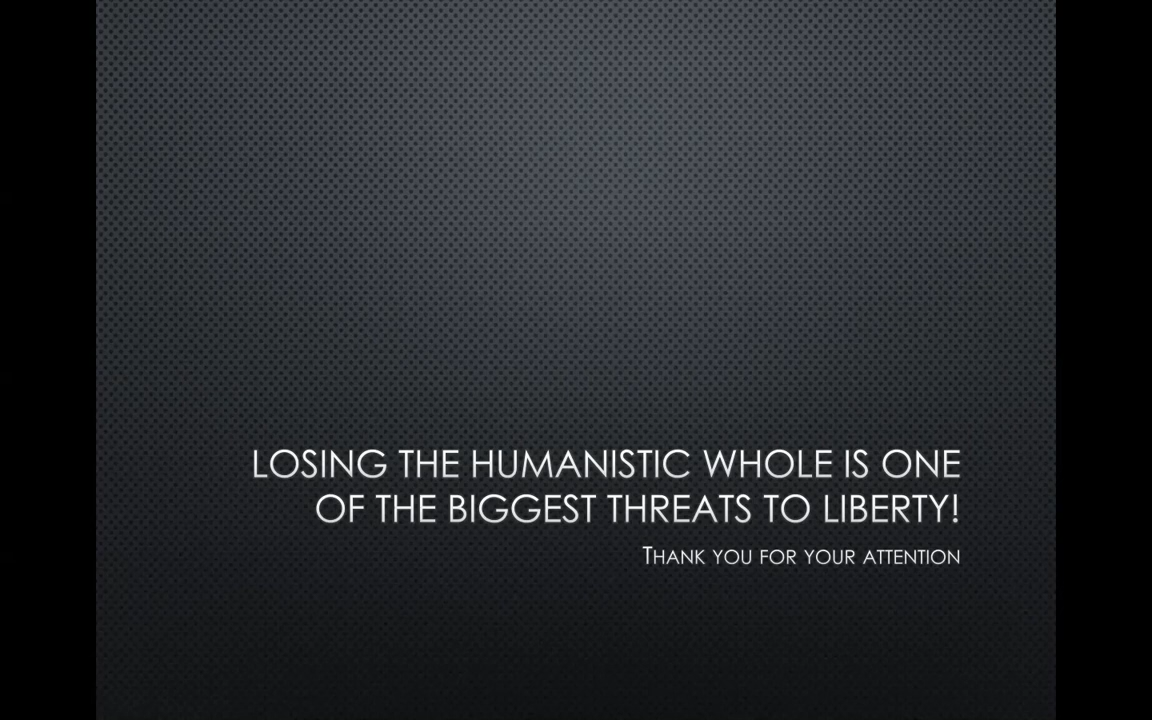 LOSING THE HUMANISTIC WHOLE IS ONE
OF THE BIGGEST THREATS TO LIBERTY!
THANK YOU FOR YOUR ATTENTION